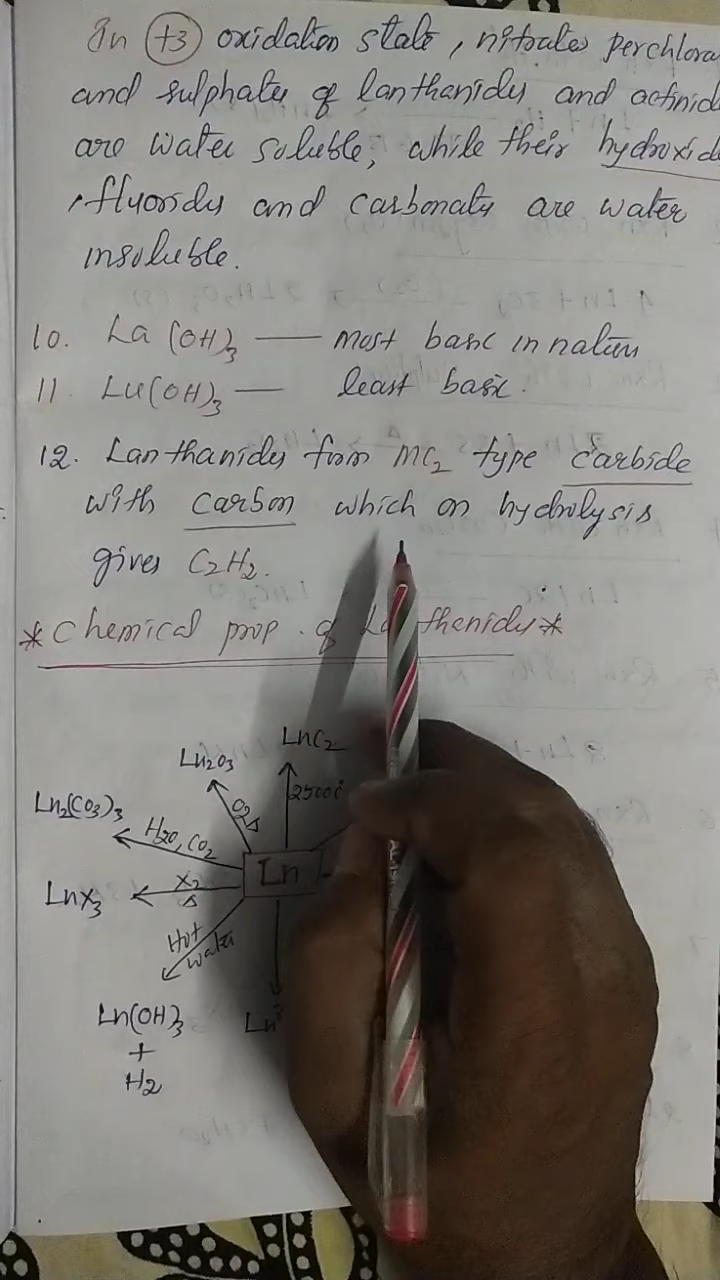 In +3 oxidation state, nitrates perchlora
and sulphates of lanthanides and actinid
are water soluble, while their hydroxid
, fluorides and carbonates are water
insoluble.
10. La(OH)3 — most basic in nature
11. Lu(OH)3 — least basic.
12. Lanthanides form MC2 type carbide
with carbon which on hydrolysis
gives C2H2.
*Chemical prop. of La thenides*
LnC2
Ln2O3
2500
O2 Δ
Ln2(CO3)3
H2O, CO2
Ln
LnX3
X2
Δ
Hot
water
Ln(OH)3
+
H2